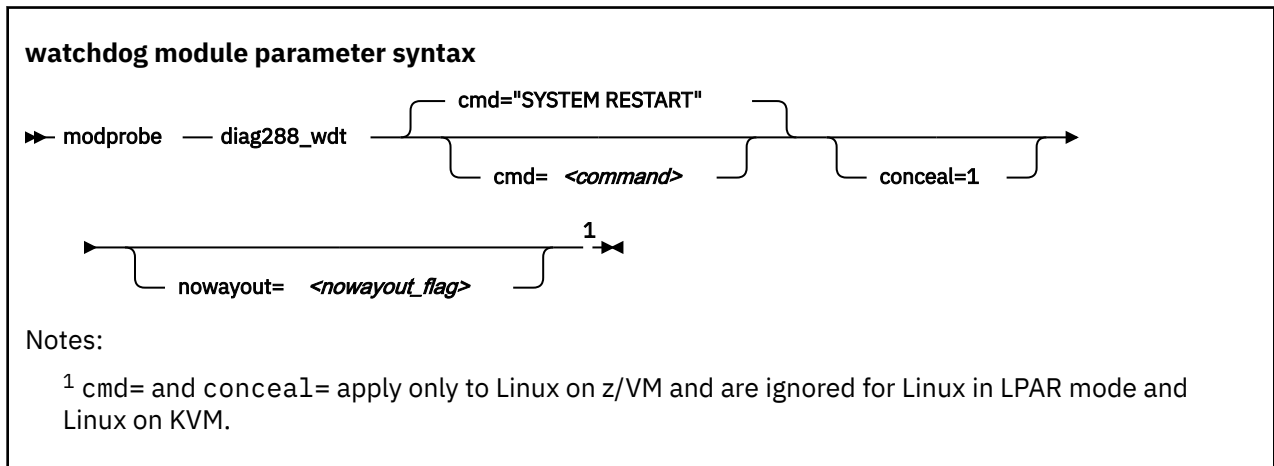 watchdog module parameter syntax
cmd="SYSTEM RESTART"
modprobe diag288_wdt
cmd= <command> conceal=1
1
nowayout= <nowayout_flag>
Notes:
1 cmd= and conceal= apply only to Linux on z/VM and are ignored for Linux in LPAR mode and
Linux on KVM.